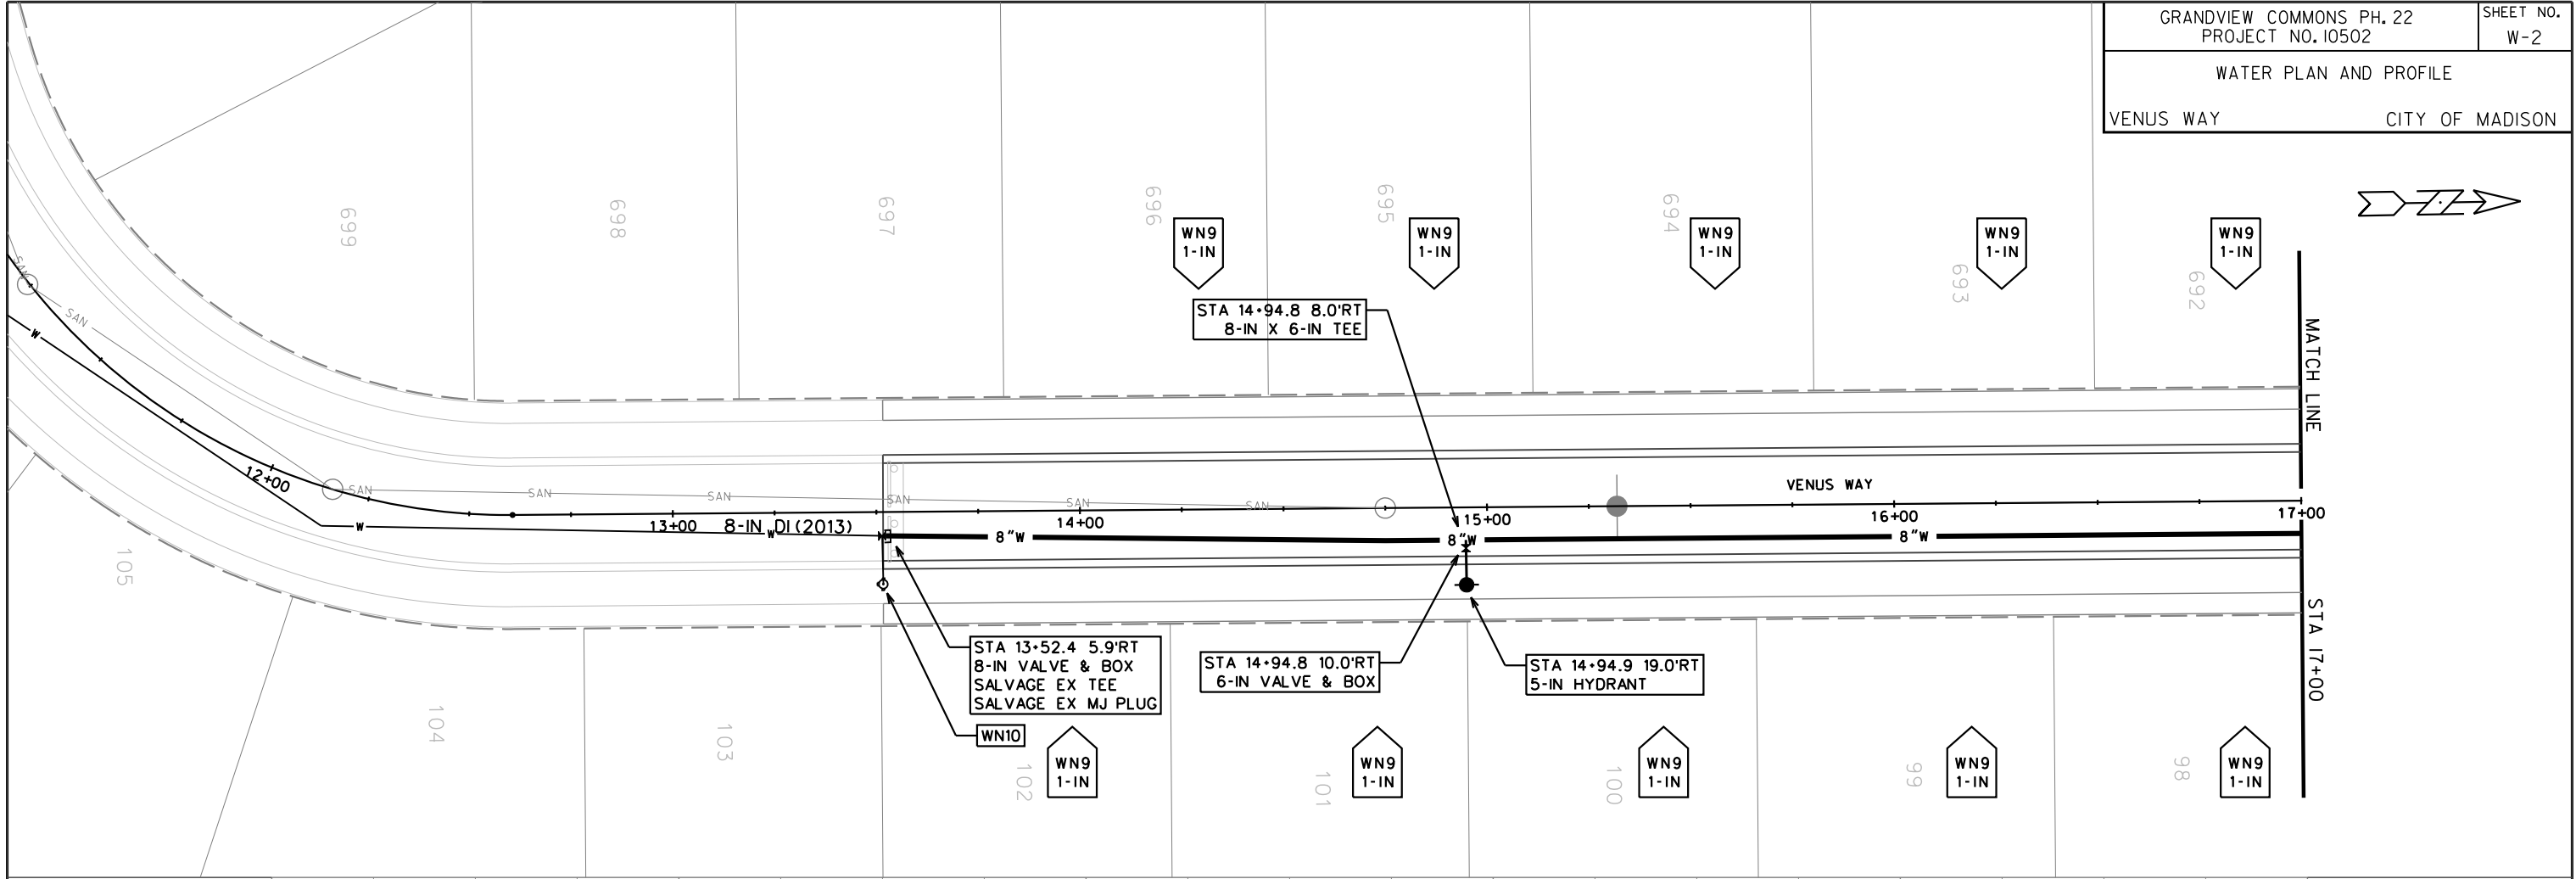 GRANDVIEW COMMONS PH. 22
PROJECT NO. 10502
SHEET NO.
W-2
WATER PLAN AND PROFILE
VENUS WAY
CITY OF MADISON
699
698
697
696
695
694
693
692
WN9
1-IN
WN9
1-IN
WN9
1-IN
WN9
1-IN
WN9
1-IN
STA 14+94.8 8.0'RT
8-IN X 6-IN TEE
MATCH LINE
STA 17+00
SAN
SAN
SAN
SAN
SAN
SAN
SAN
SAN
W
W
W
12+00
13+00
8-IN DI (2013)
14+00
15+00
VENUS WAY
16+00
17+00
8"W
8"W
8"W
STA 13+52.4 5.9'RT
8-IN VALVE & BOX
SALVAGE EX TEE
SALVAGE EX MJ PLUG
WN10
STA 14+94.8 10.0'RT
6-IN VALVE & BOX
STA 14+94.9 19.0'RT
5-IN HYDRANT
105
104
103
102
101
100
99
98
WN9
1-IN
WN9
1-IN
WN9
1-IN
WN9
1-IN
WN9
1-IN